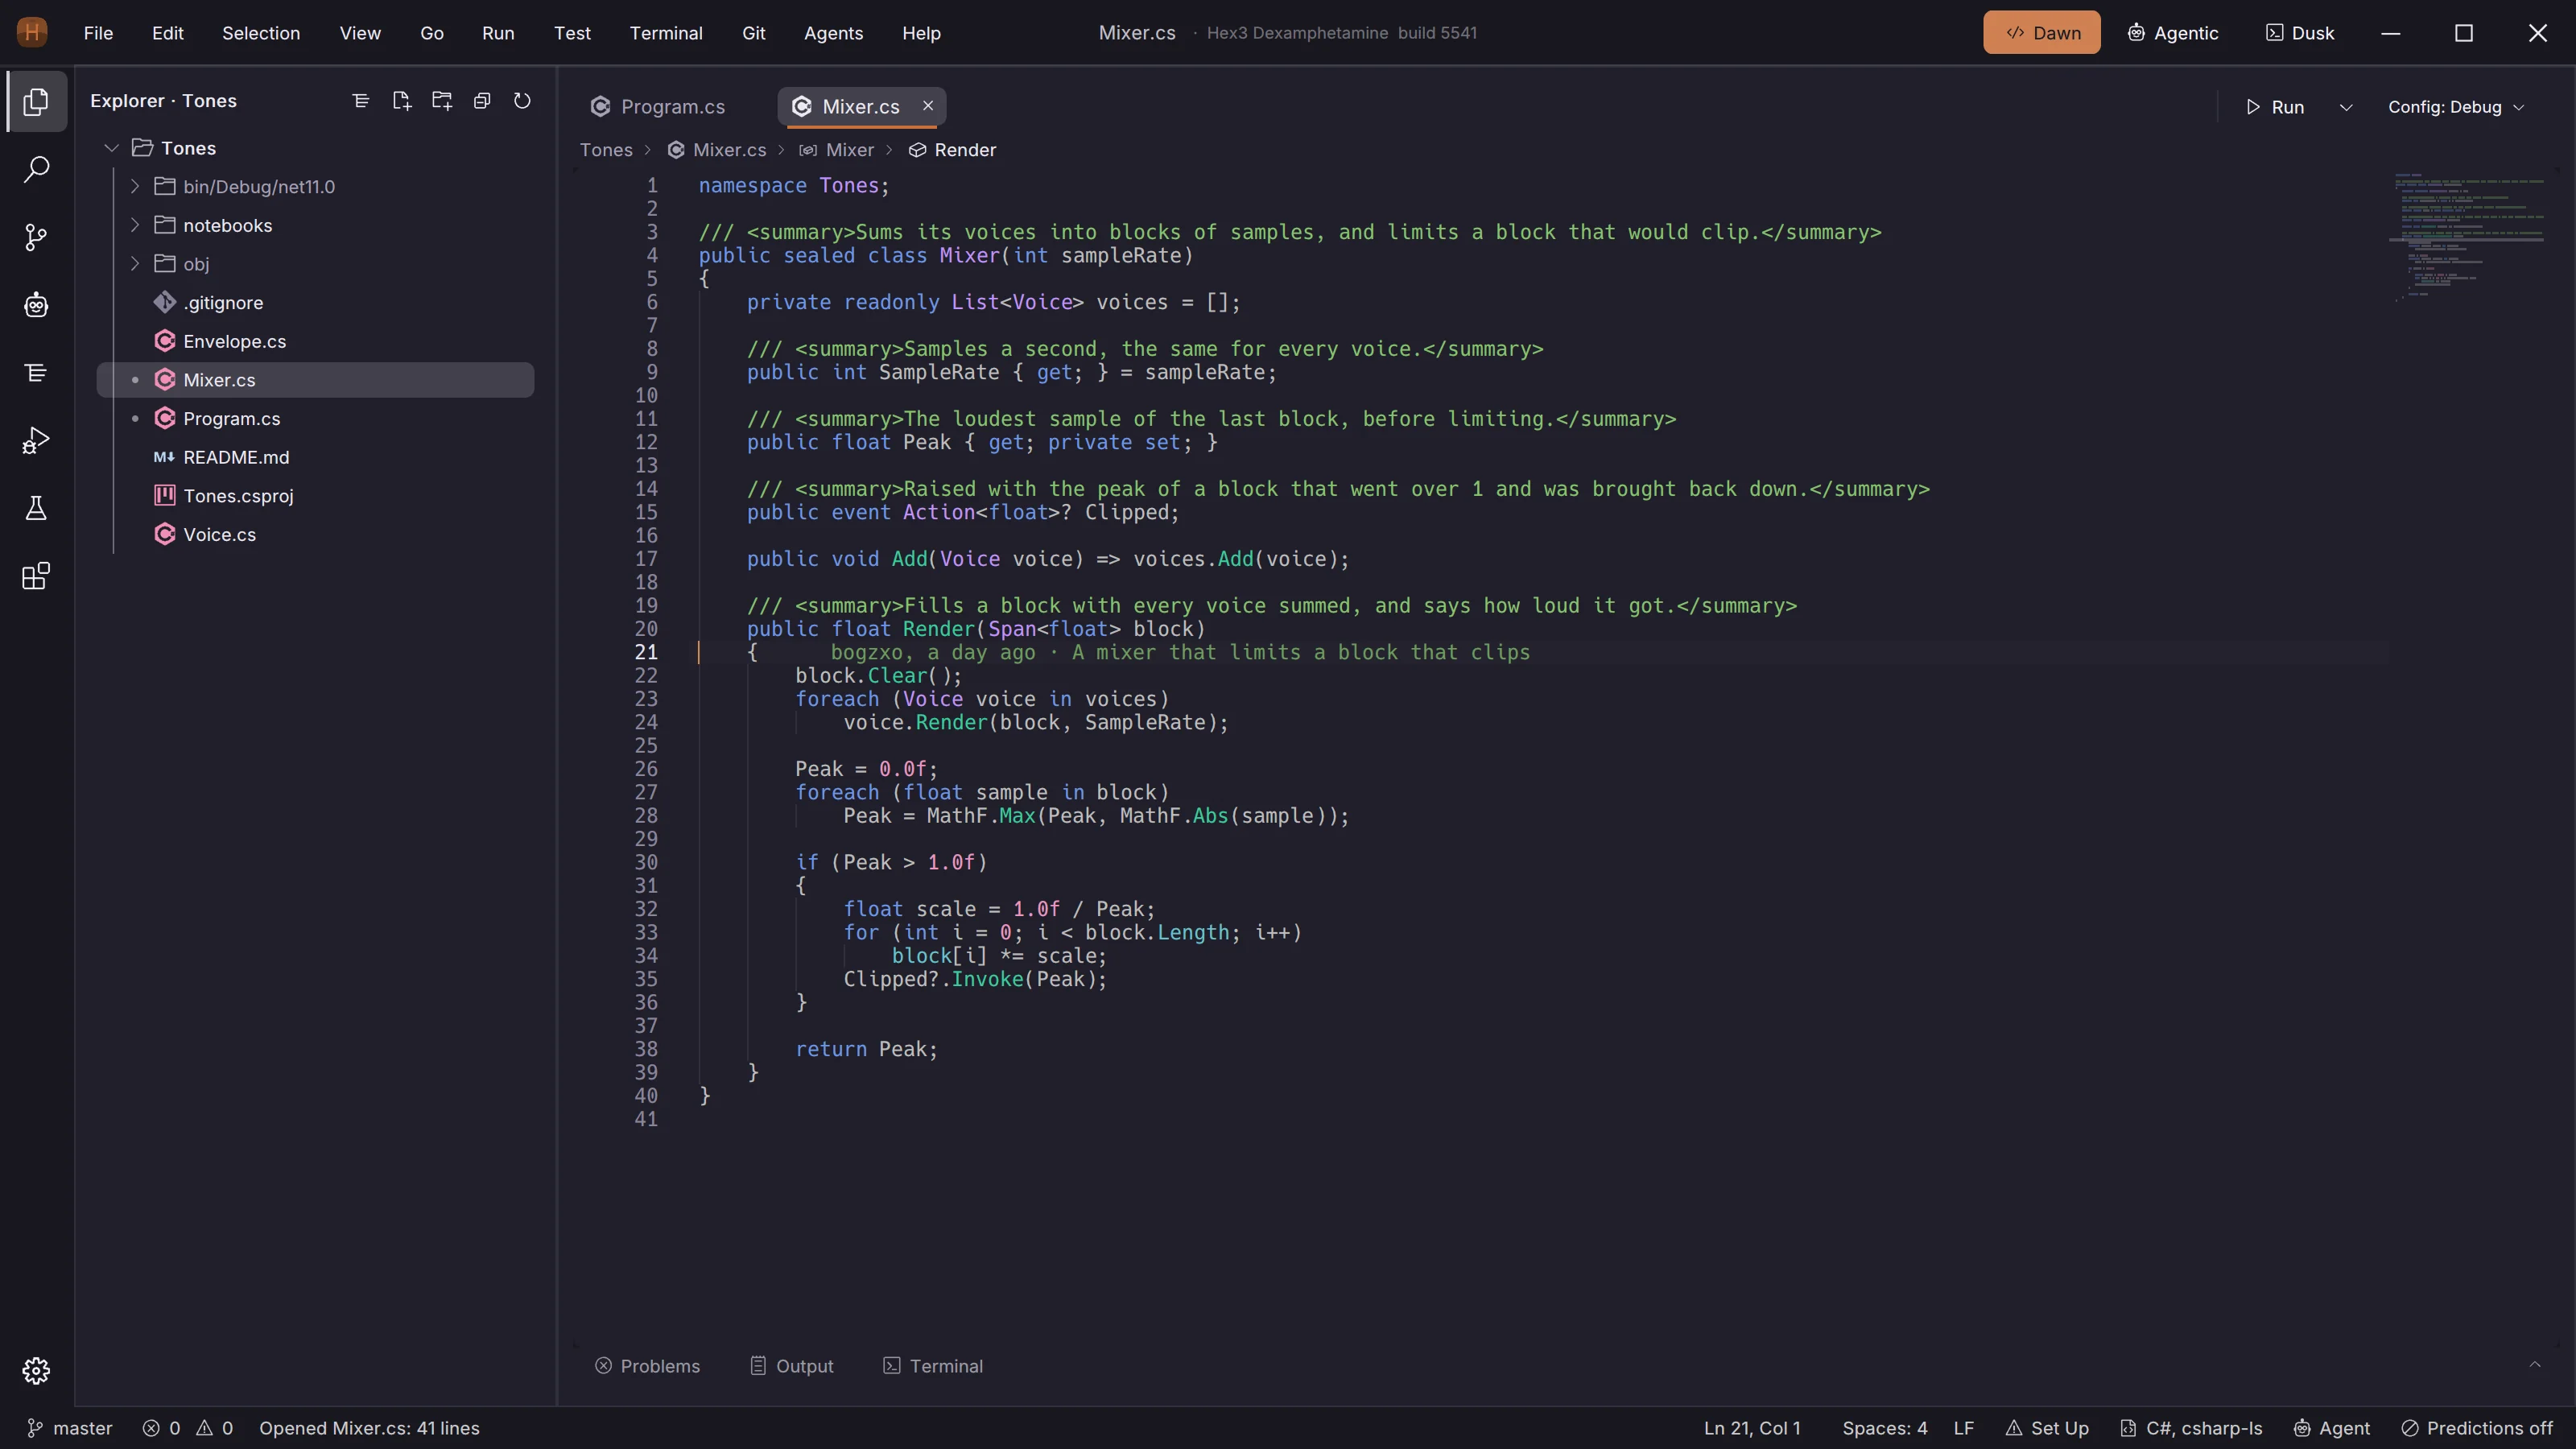 H File Edit Selection View Go Run Test Terminal Git Agents Help Mixer.cs · Hex3 Dexamphetamine build 5541 Dawn Agentic Dusk
Explorer · Tones
Tones
bin/Debug/net11.0
notebooks
obj
.gitignore
Envelope.cs
Mixer.cs
Program.cs
README.md
Tones.csproj
Voice.cs
Program.cs Mixer.cs Run Config: Debug
Tones > Mixer.cs > Mixer > Render
1 namespace Tones;
2
3 /// <summary>Sums its voices into blocks of samples, and limits a block that would clip.</summary>
4 public sealed class Mixer(int sampleRate)
5 {
6     private readonly List<Voice> voices = [];
7
8     /// <summary>Samples a second, the same for every voice.</summary>
9     public int SampleRate { get; } = sampleRate;
10
11     /// <summary>The loudest sample of the last block, before limiting.</summary>
12     public float Peak { get; private set; }
13
14     /// <summary>Raised with the peak of a block that went over 1 and was brought back down.</summary>
15     public event Action<float>? Clipped;
16
17     public void Add(Voice voice) => voices.Add(voice);
18
19     /// <summary>Fills a block with every voice summed, and says how loud it got.</summary>
20     public float Render(Span<float> block)
21     {      bogzxo, a day ago · A mixer that limits a block that clips
22         block.Clear();
23         foreach (Voice voice in voices)
24             voice.Render(block, SampleRate);
25
26         Peak = 0.0f;
27         foreach (float sample in block)
28             Peak = MathF.Max(Peak, MathF.Abs(sample));
29
30         if (Peak > 1.0f)
31         {
32             float scale = 1.0f / Peak;
33             for (int i = 0; i < block.Length; i++)
34                 block[i] *= scale;
35             Clipped?.Invoke(Peak);
36         }
37
38         return Peak;
39     }
40 }
41
Problems Output Terminal
master 0 0 Opened Mixer.cs: 41 lines Ln 21, Col 1 Spaces: 4 LF Set Up C#, csharp-ls Agent Predictions off